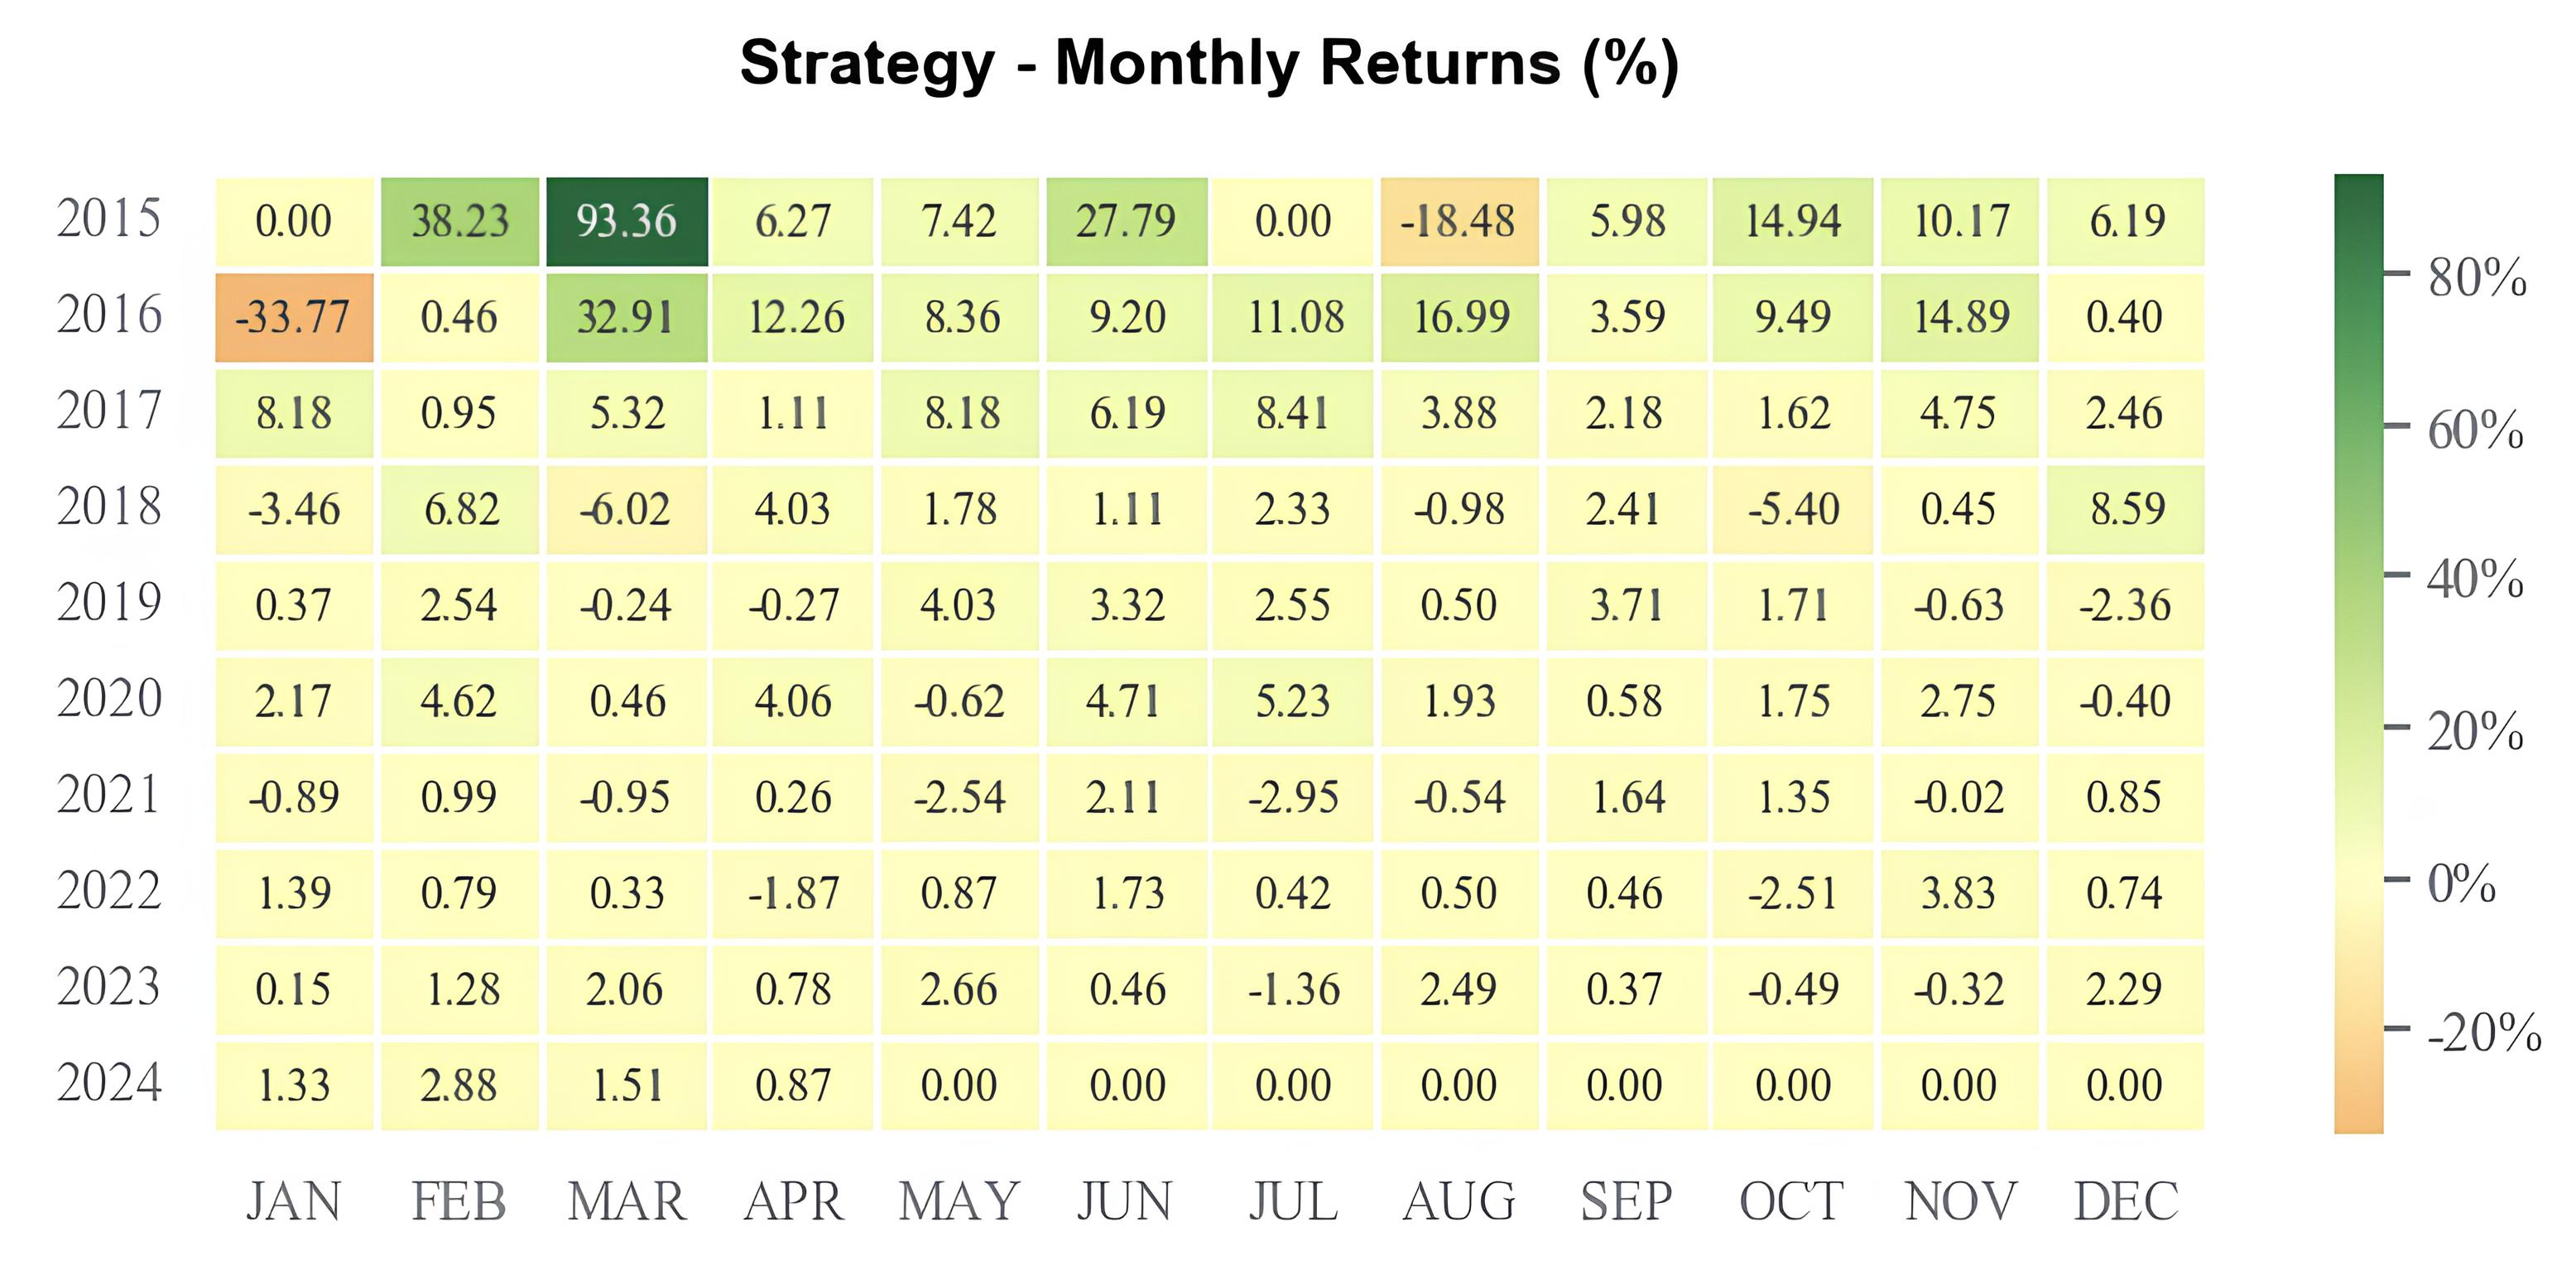 Strategy - Monthly Returns (%)
2015 0.00 38.23 93.36 6.27 7.42 27.79 0.00 -18.48 5.98 14.94 10.17 6.19
2016 -33.77 0.46 32.91 12.26 8.36 9.20 11.08 16.99 3.59 9.49 14.89 0.40
2017 8.18 0.95 5.32 1.11 8.18 6.19 8.41 3.88 2.18 1.62 4.75 2.46
2018 -3.46 6.82 -6.02 4.03 1.78 1.11 2.33 -0.98 2.41 -5.40 0.45 8.59
2019 0.37 2.54 -0.24 -0.27 4.03 3.32 2.55 0.50 3.71 1.71 -0.63 -2.36
2020 2.17 4.62 0.46 4.06 -0.62 4.71 5.23 1.93 0.58 1.75 2.75 -0.40
2021 -0.89 0.99 -0.95 0.26 -2.54 2.11 -2.95 -0.54 1.64 1.35 -0.02 0.85
2022 1.39 0.79 0.33 -1.87 0.87 1.73 0.42 0.50 0.46 -2.51 3.83 0.74
2023 0.15 1.28 2.06 0.78 2.66 0.46 -1.36 2.49 0.37 -0.49 -0.32 2.29
2024 1.33 2.88 1.51 0.87 0.00 0.00 0.00 0.00 0.00 0.00 0.00 0.00
JAN FEB MAR APR MAY JUN JUL AUG SEP OCT NOV DEC
80%
60%
40%
20%
0%
-20%